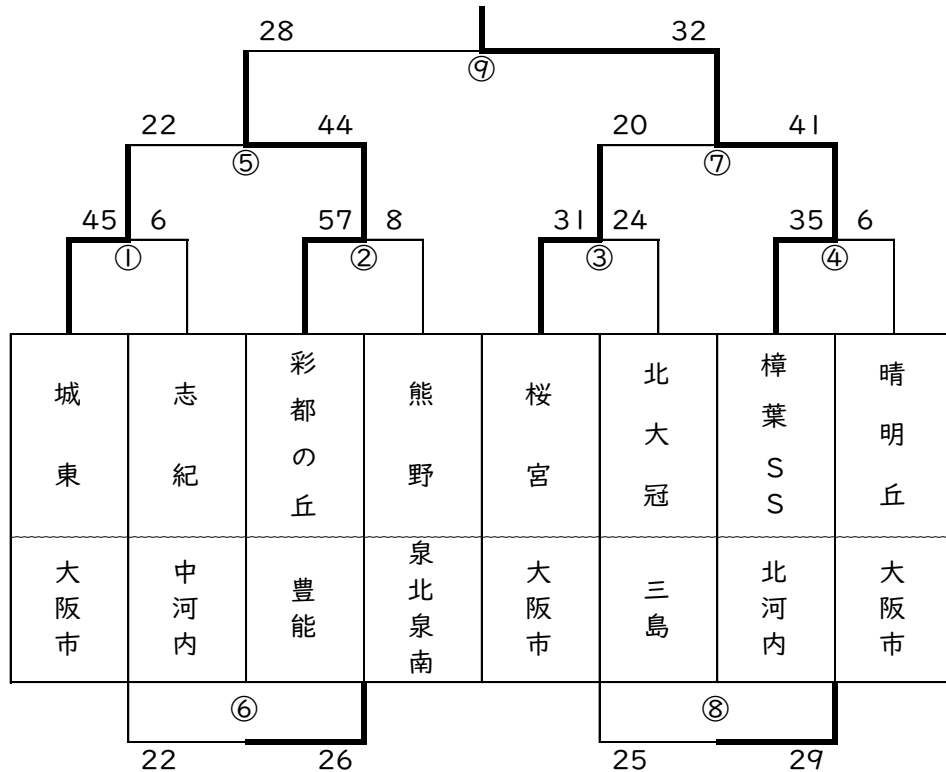 28 32
⑨
22 44 20 41
⑤ ⑦
45 6 57 8 31 24 35 6
① ② ③ ④
城東
志紀
彩都の丘
熊野
桜宮
北大冠
樟葉SS
晴明丘
大阪市
中河内
豊能
泉北泉南
大阪市
三島
北河内
大阪市
⑥ ⑧
22 26 25 29